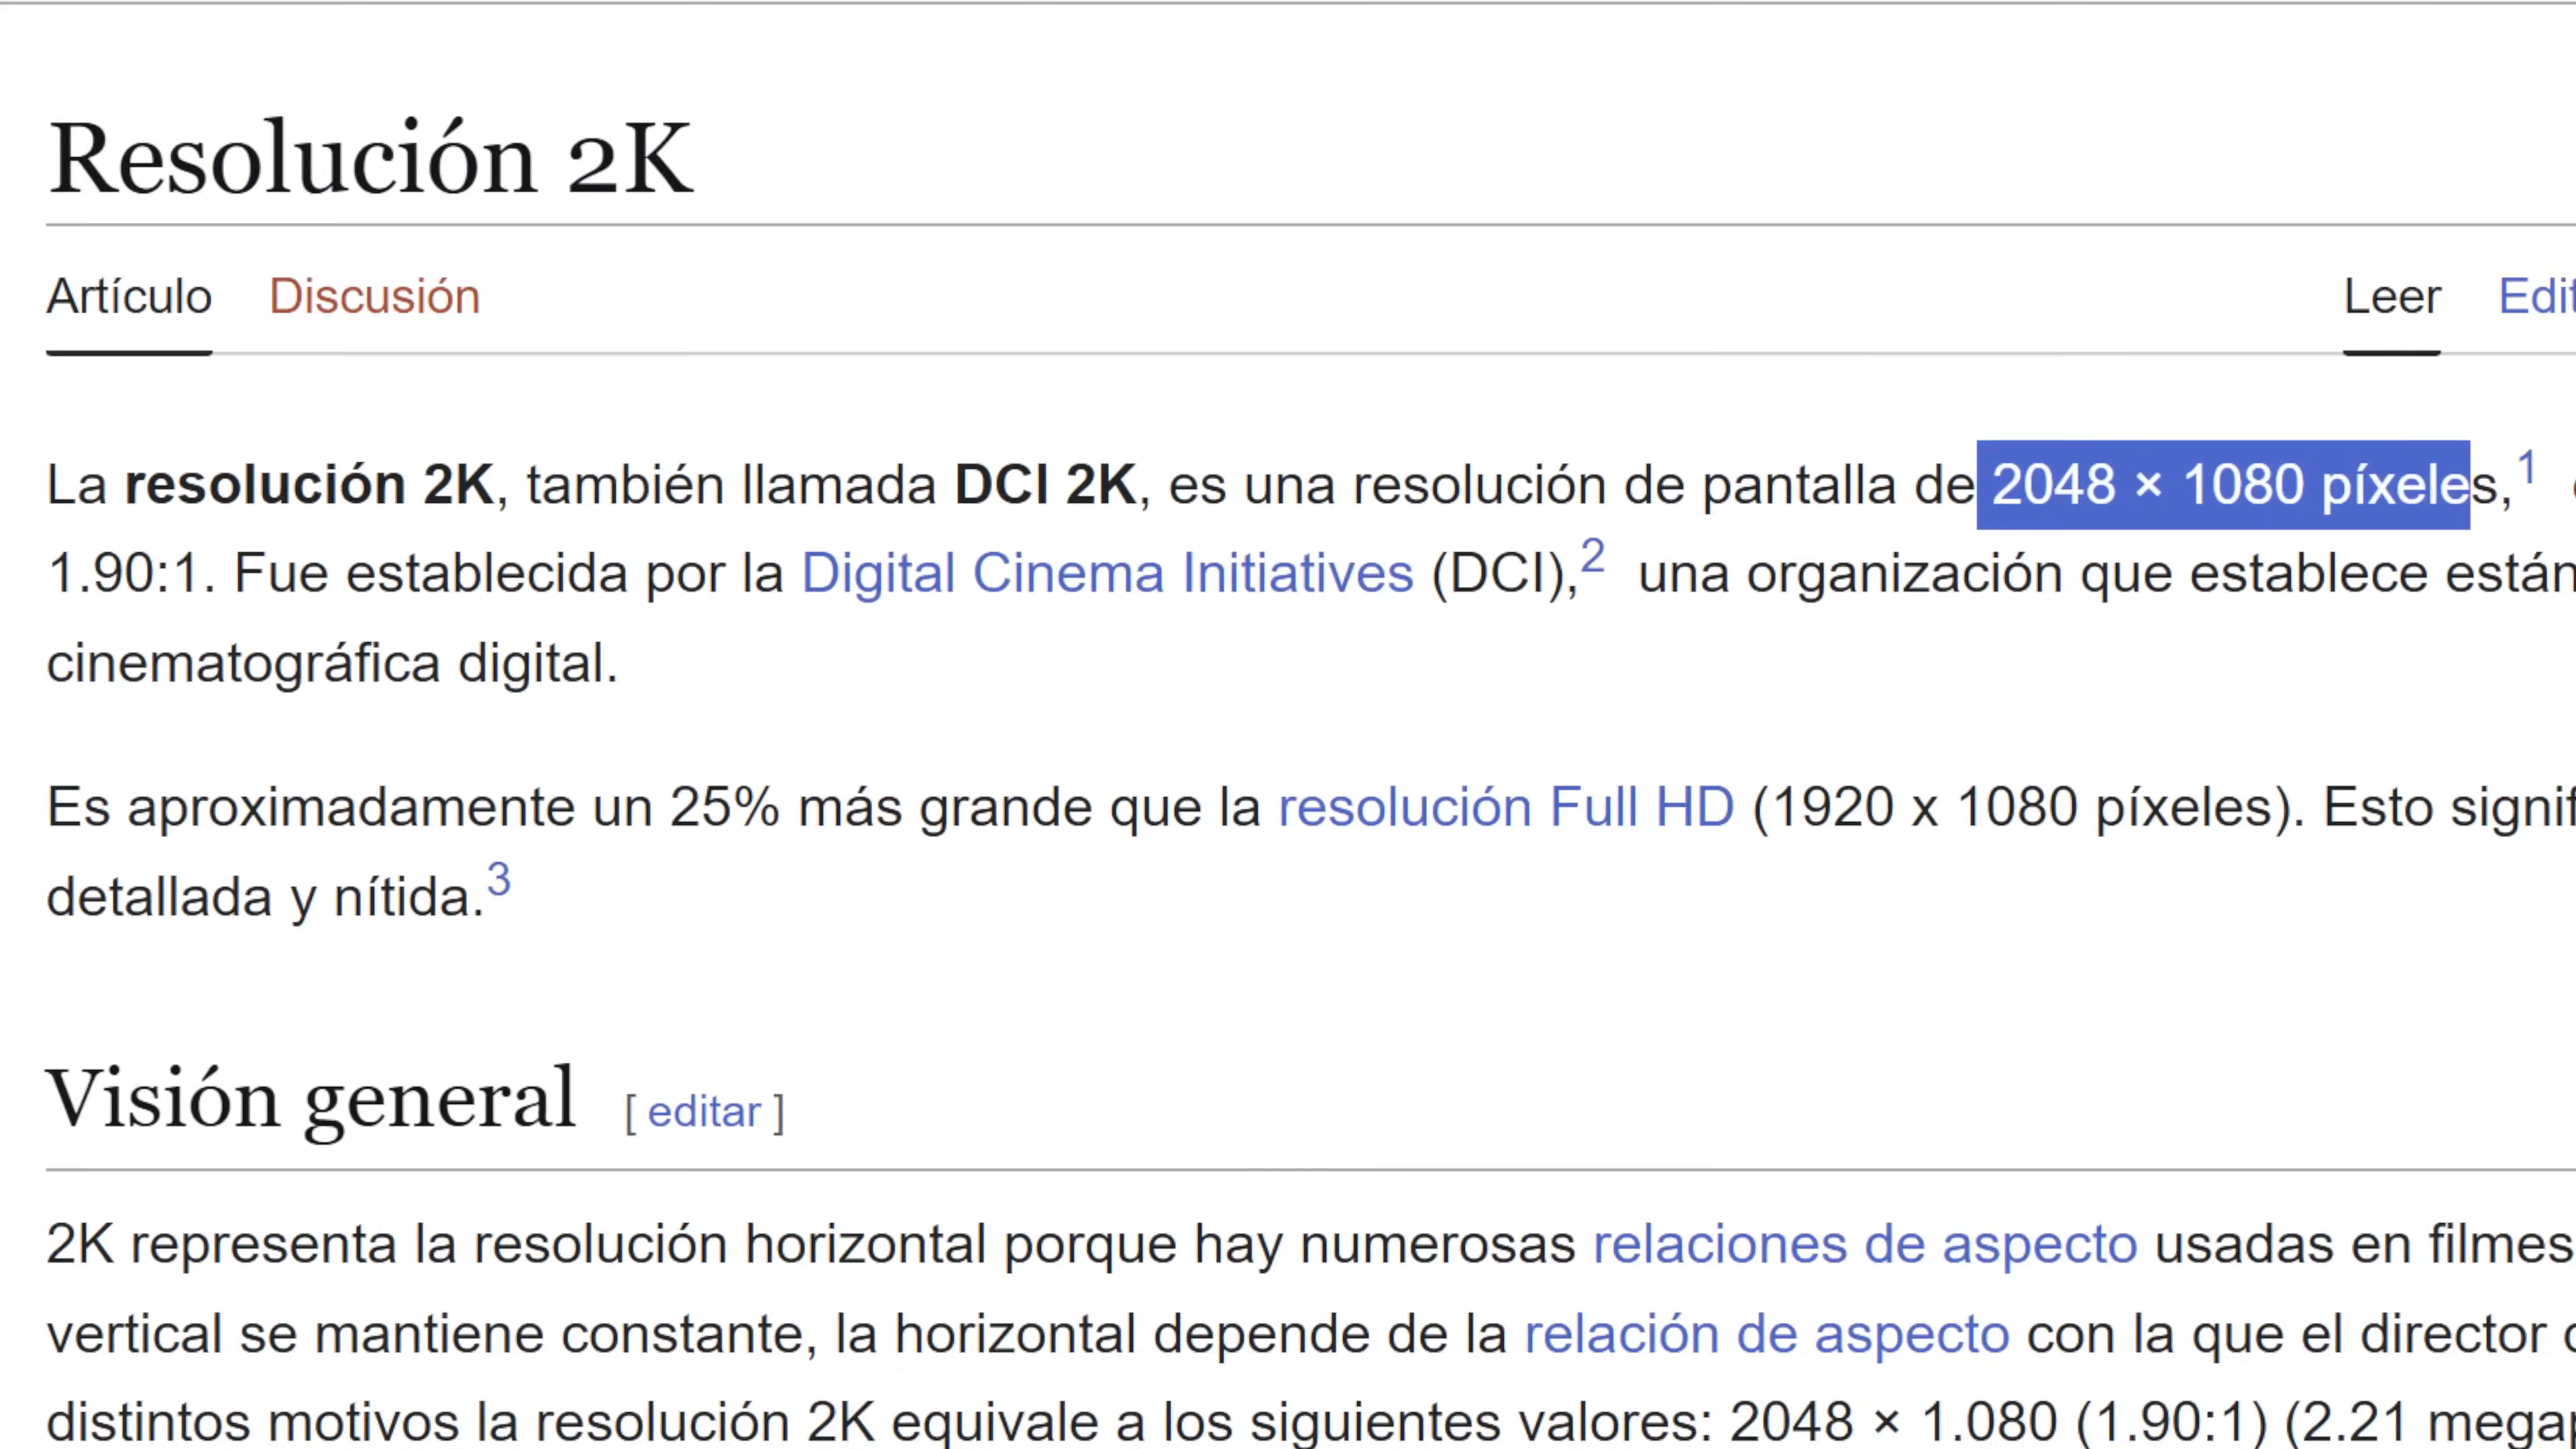 Resolución 2K
Artículo Discusión Leer
La resolución 2K, también llamada DCI 2K, es una resolución de pantalla de 2048 × 1080 píxeles,1
1.90:1. Fue establecida por la Digital Cinema Initiatives (DCI),2 una organización que establece
cinematográfica digital.
Es aproximadamente un 25% más grande que la resolución Full HD (1920 x 1080 píxeles). Esto
detallada y nítida.3
Visión general [ editar ]
2K representa la resolución horizontal porque hay numerosas relaciones de aspecto usadas en filmes
vertical se mantiene constante, la horizontal depende de la relación de aspecto con la que el director
distintos motivos la resolución 2K equivale a los siguientes valores: 2048 × 1.080 (1.90:1) (2.21